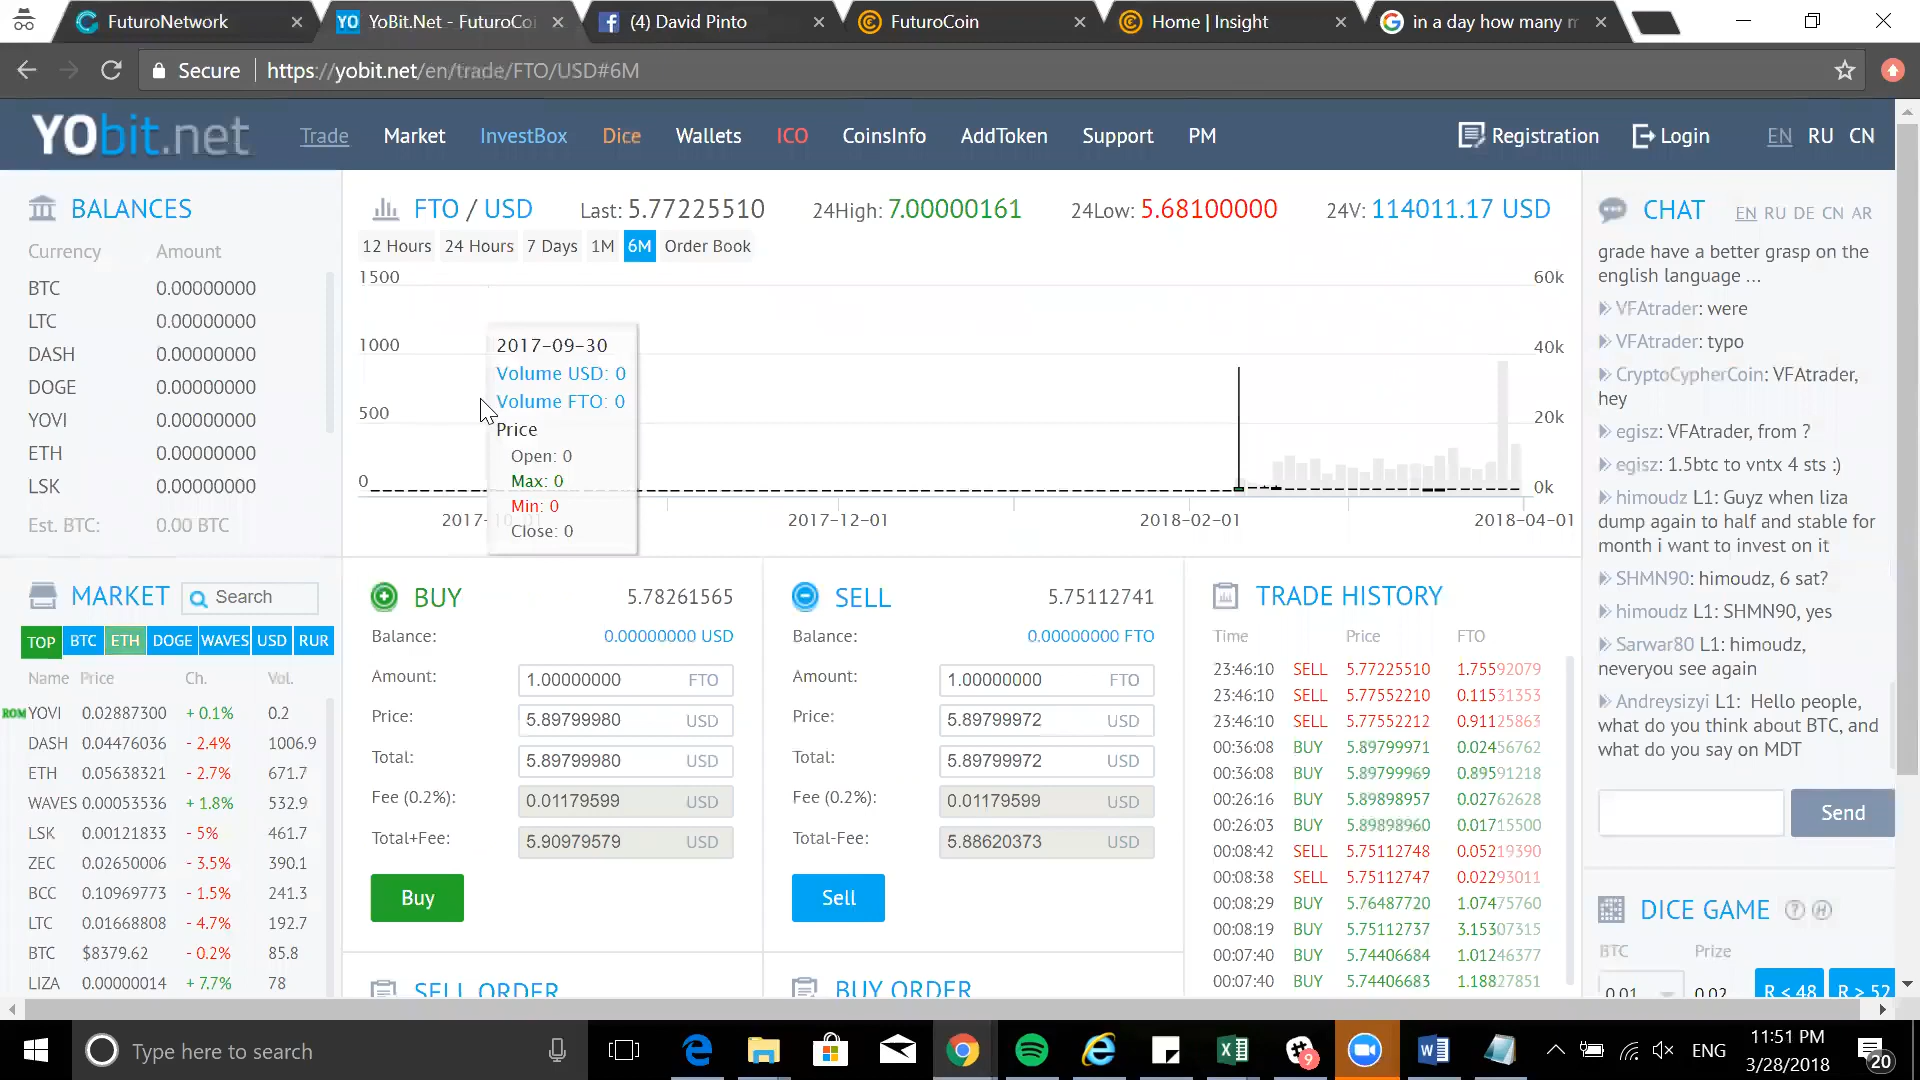 FuturoNetwork
YO YoBit.Net - FuturoCoi
(4) David Pinto
FuturoCoin
Home | Insight
in a day how many m
Secure
https://yobit.net/en/trade/FTO/USD#6M
YObit.net
Trade
Market
InvestBox
Dice
Wallets
ICO
CoinsInfo
AddToken
Support
PM
Registration
Login
EN RU CN
BALANCES
Currency Amount
BTC 0.00000000
LTC 0.00000000
DASH 0.00000000
DOGE 0.00000000
YOVI 0.00000000
ETH 0.00000000
LSK 0.00000000
Est. BTC: 0.00 BTC
MARKET
Search
TOP BTC ETH DOGE WAVES USD RUR
Name Price Ch. Vol.
ROM YOVI 0.02887300 + 0.1% 0.2
DASH 0.04476036 - 2.4% 1006.9
ETH 0.05638321 - 2.7% 671.7
WAVES 0.00053536 + 1.8% 532.9
LSK 0.00121833 - 5% 461.7
ZEC 0.02650006 - 3.5% 390.1
BCC 0.10969773 - 1.5% 241.3
LTC 0.01668808 - 4.7% 192.7
BTC $8379.62 - 0.2% 85.8
LIZA 0.00000014 + 7.7% 78
FTO / USD
Last: 5.77225510
24High: 7.00000161
24Low: 5.68100000
24V: 114011.17 USD
12 Hours 24 Hours 7 Days 1M 6M Order Book
1500
1000
500
0
60k
40k
20k
0k
2017-09-30
Volume USD: 0
Volume FTO: 0
Price
Open: 0
Max: 0
Min: 0
Close: 0
2017-10-01 2017-12-01 2018-02-01 2018-04-01
BUY 5.78261565
Balance: 0.00000000 USD
Amount: 1.00000000 FTO
Price: 5.89799980 USD
Total: 5.89799980 USD
Fee (0.2%): 0.01179599 USD
Total+Fee: 5.90979579 USD
Buy
SELL 5.75112741
Balance: 0.00000000 FTO
Amount: 1.00000000 FTO
Price: 5.89799972 USD
Total: 5.89799972 USD
Fee (0.2%): 0.01179599 USD
Total-Fee: 5.88620373 USD
Sell
SELL ORDER
BUY ORDER
TRADE HISTORY
Time Price FTO
23:46:10 SELL 5.77225510 1.75592079
23:46:10 SELL 5.77552210 0.11531353
23:46:10 SELL 5.77552212 0.91125863
00:36:08 BUY 5.89799971 0.02456762
00:36:08 BUY 5.89799969 0.89591218
00:26:16 BUY 5.89898957 0.02762628
00:26:03 BUY 5.89898960 0.01715500
00:08:42 SELL 5.75112748 0.05219390
00:08:38 SELL 5.75112747 0.02293011
00:08:29 BUY 5.76487720 1.07475760
00:08:19 BUY 5.75112737 3.15307315
00:07:40 BUY 5.74406684 1.01246377
00:07:40 BUY 5.74406683 1.18827851
CHAT
EN RU DE CN AR
grade have a better grasp on the
english language ...
VFAtrader: were
VFAtrader: typo
CryptoCypherCoin: VFAtrader,
hey
egisz: VFAtrader, from ?
egisz: 1.5btc to vntx 4 sts :)
himoudz L1: Guyz when liza
dump again to half and stable for
month i want to invest on it
SHMN90: himoudz, 6 sat?
himoudz L1: SHMN90, yes
Sarwar80 L1: himoudz,
neveryou see again
Andreysizyi L1: Hello people,
what do you think about BTC, and
what do you say on MDT
Send
DICE GAME ? H
BTC Prize
0.01 0.02 R < 48 R > 52
Type here to search
9
ENG
11:51 PM
3/28/2018
20